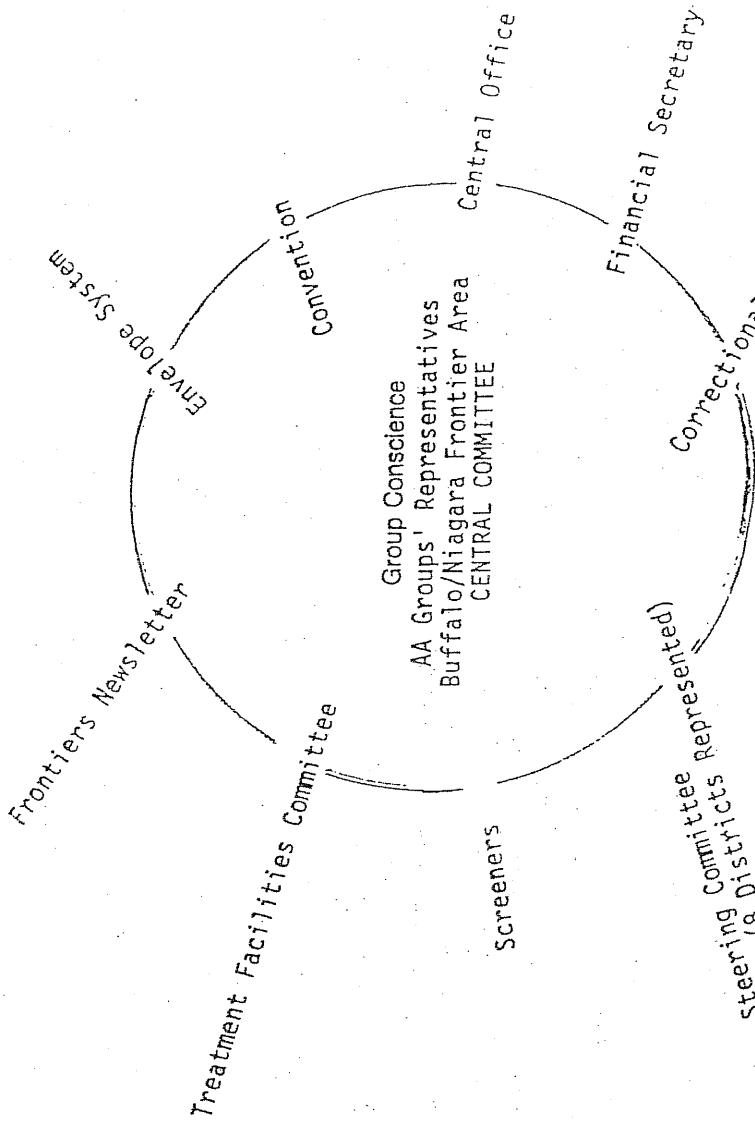 Group Conscience
AA Groups' Representatives
Buffalo/Niagara Frontier Area
CENTRAL COMMITTEE
Frontiers Newsletter
Envelope System
Convention
Central Office
Financial Secretary
Correctional
Steering Committee
Districts Represented)
Screeners
Treatment Facilities Committee